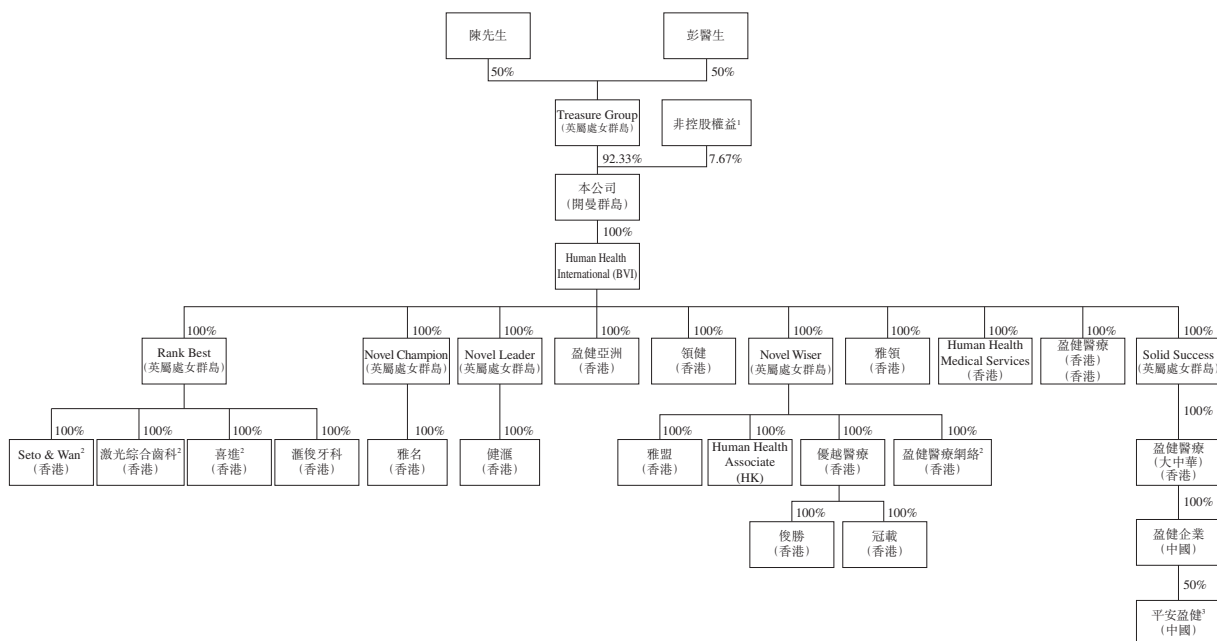 陳先生
彭醫生
50%
50%
Treasure Group
(英屬處女群島)
非控股權益¹
92.33%
7.67%
本公司
(開曼群島)
100%
Human Health
International (BVI)
100%
100%
100%
100%
100%
100%
100%
100%
100%
100%
Rank Best
(英屬處女群島)
Novel Champion
(英屬處女群島)
Novel Leader
(英屬處女群島)
盈健亞洲
(香港)
領健
(香港)
Novel Wiser
(英屬處女群島)
雅領
(香港)
Human Health
Medical Services
(香港)
盈健醫療
(香港)
(香港)
Solid Success
(英屬處女群島)
100%
100%
100%
100%
100%
100%
100%
100%
100%
100%
100%
Seto & Wan²
(香港)
激光綜合齒科²
(香港)
喜進²
(香港)
滙俊牙科
(香港)
雅名
(香港)
健滙
(香港)
雅盟
(香港)
Human Health
Associate
(HK)
優越醫療
(香港)
盈健醫療網絡²
(香港)
盈健醫療
(大中華)
(香港)
100%
100%
100%
俊勝
(香港)
冠載
(香港)
盈健企業
(中國)
50%
平安盈健³
(中國)